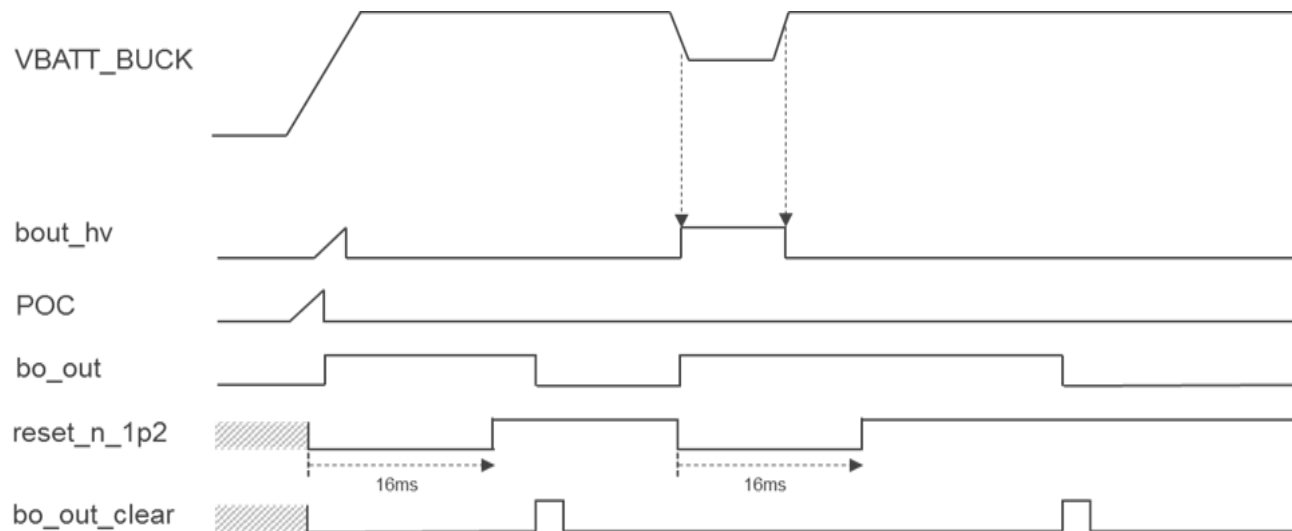 VBATT_BUCK
bout_hv
POC
bo_out
reset_n_1p2
16ms 16ms
bo_out_clear